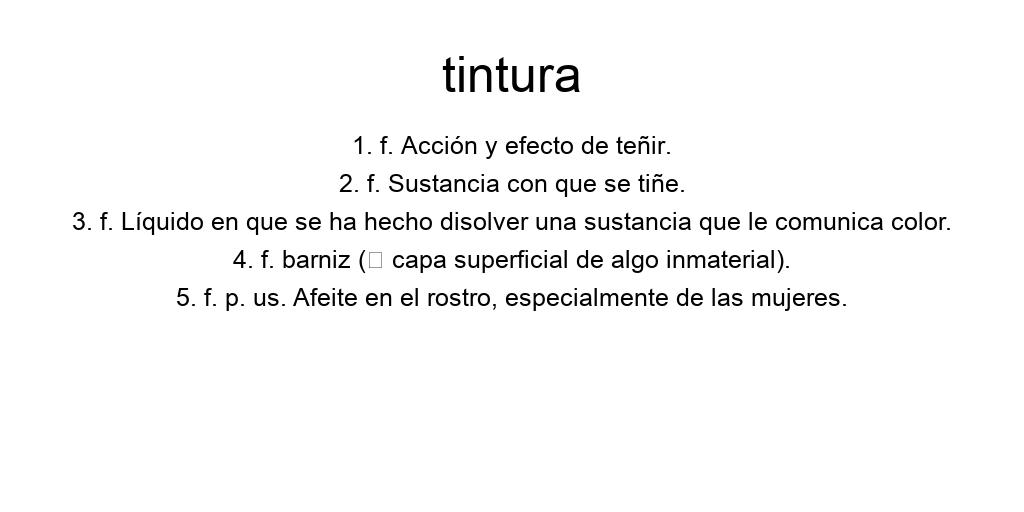 tintura
1. f. Acción y efecto de teñir.
2. f. Sustancia con que se tiñe.
3. f. Líquido en que se ha hecho disolver una sustancia que le comunica color.
4. f. barniz (□ capa superficial de algo inmaterial).
5. f. p. us. Afeite en el rostro, especialmente de las mujeres.